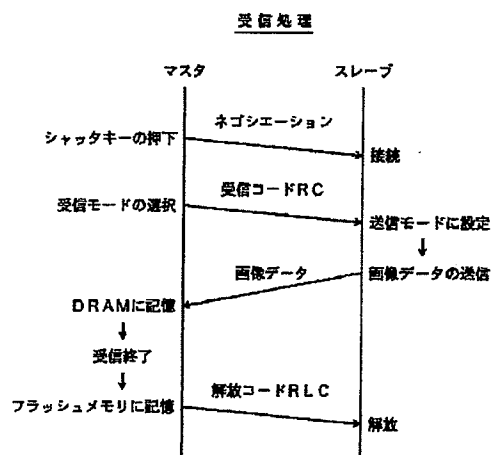 受信処理
マスタ
スレーブ
ネゴシエーション
シャッタキーの押下
接続
受信コードRC
受信モードの選択
送信モードに設定
↓
画像データ
画像データの送信
DRAMに記憶
↓
受信終了
↓
解放コードRLC
フラッシュメモリに記憶
解放